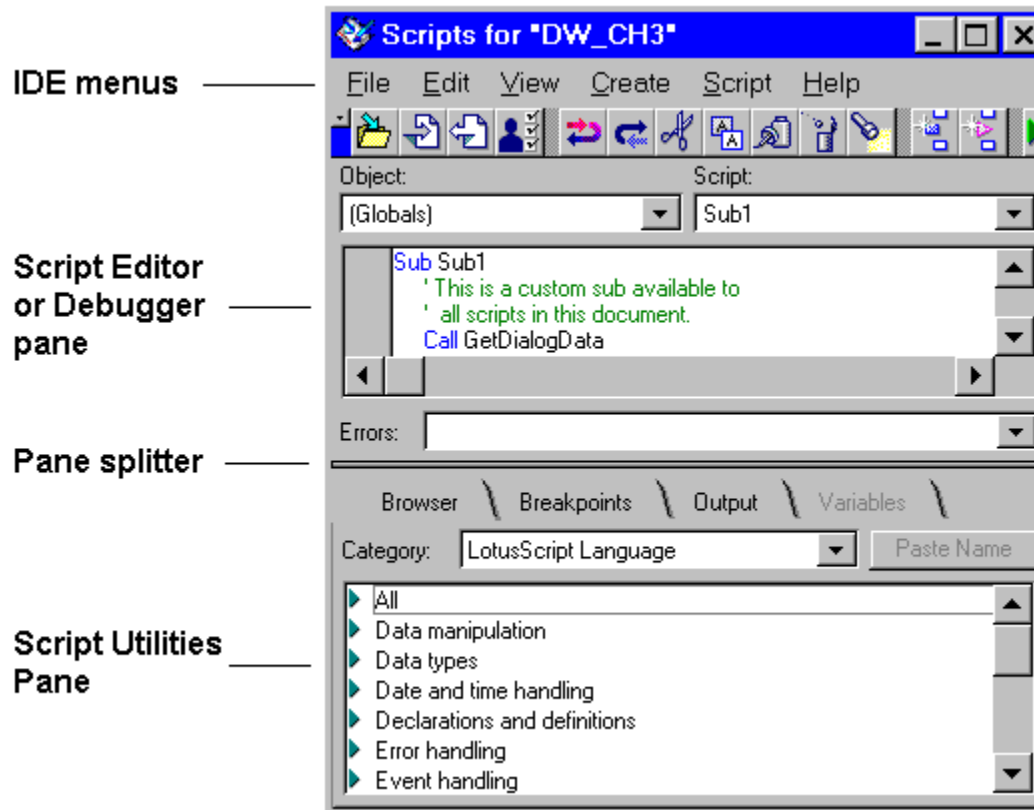 Scripts for "DW_CH3"
IDE menus
File Edit View Create Script Help
Object: Script:
(Globals) Sub1
Script Editor
or Debugger
pane
Sub Sub1
' This is a custom sub available to
' all scripts in this document.
Call GetDialogData
Errors:
Pane splitter
Browser Breakpoints Output Variables
Category: LotusScript Language Paste Name
Script Utilities
Pane
All
Data manipulation
Data types
Date and time handling
Declarations and definitions
Error handling
Event handling